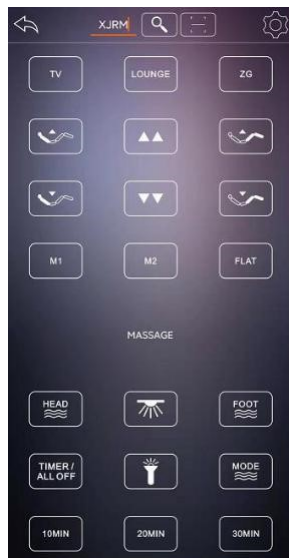 XJRM
TV
LOUNGE
ZG
M1
M2
FLAT
MASSAGE
HEAD
FOOT
TIMER /
ALL OFF
MODE
10MIN
20MIN
30MIN